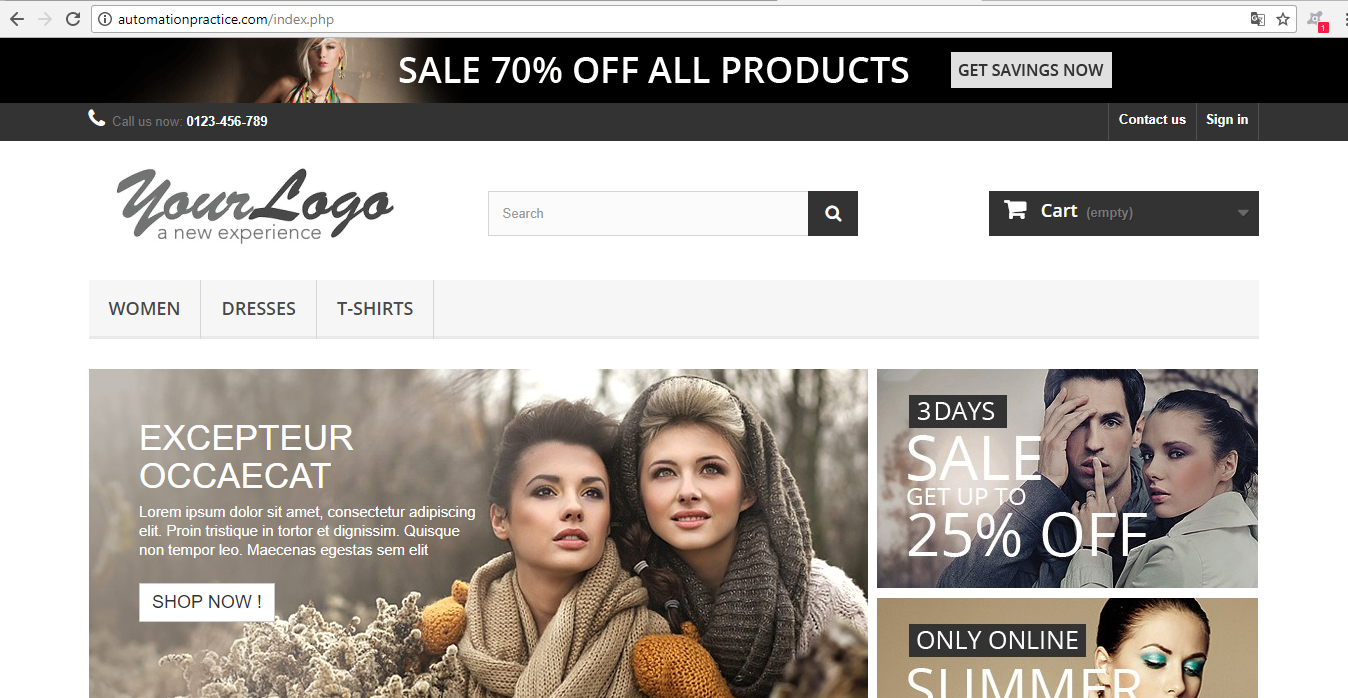 automationpractice.com/index.php
1
SALE 70% OFF ALL PRODUCTS
GET SAVINGS NOW
Call us now: 0123-456-789
Contact us
Sign in
YourLogo
a new experience
Search
Cart (empty)
WOMEN
DRESSES
T-SHIRTS
EXCEPTEUR
OCCAECAT
Lorem ipsum dolor sit amet, consectetur adipiscing
elit. Proin tristique in tortor et dignissim. Quisque
non tempor leo. Maecenas egestas sem elit
SHOP NOW !
3 DAYS
SALE
GET UP TO
25% OFF
ONLY ONLINE
SUMMER